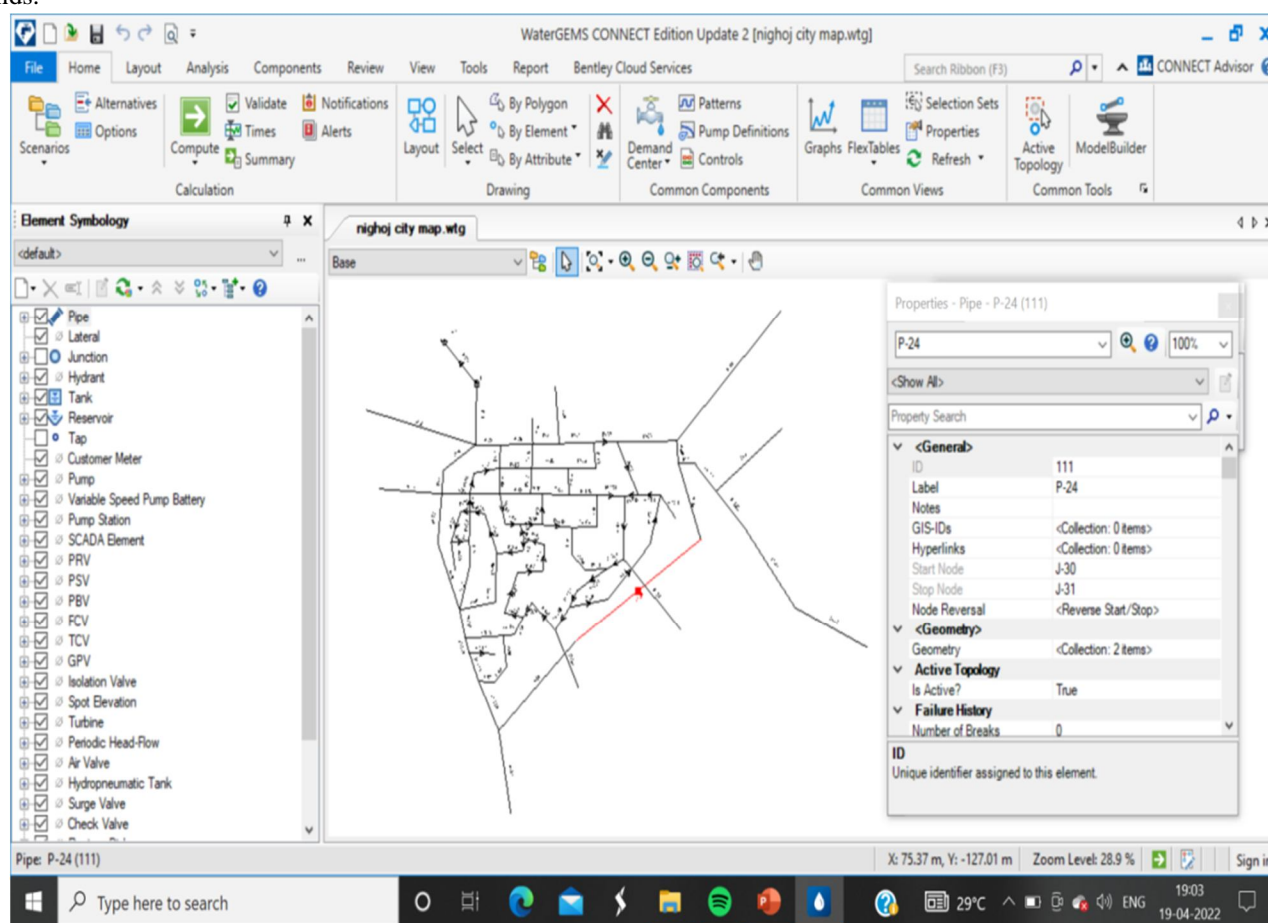 WaterGEMS CONNECT Edition Update 2 [nighoj city map.wtg]
File Home Layout Analysis Components Review View Tools Report Bentley Cloud Services Search Ribbon (F3) CONNECT Advisor
Scenarios
Alternatives
Options
Compute
Validate
Times
Summary
Notifications
Alerts
Calculation
Layout
Select
By Polygon
By Element
By Attribute
Drawing
Demand Center
Patterns
Pump Definitions
Controls
Common Components
Graphs
FlexTables
Selection Sets
Properties
Refresh
Common Views
Active Topology
ModelBuilder
Common Tools
Element Symbology
<default>
...
Pipe
Lateral
Junction
Hydrant
Tank
Reservoir
Tap
Customer Meter
Pump
Variable Speed Pump Battery
Pump Station
SCADA Element
PRV
PSV
PBV
FCV
TCV
GPV
Isolation Valve
Spot Elevation
Turbine
Periodic Head-Flow
Air Valve
Hydropneumatic Tank
Surge Valve
Check Valve
nighoj city map.wtg
Base
Properties - Pipe - P-24 (111)
P-24
100%
<Show All>
Property Search
<General>
ID 111
Label P-24
Notes
GIS-IDs <Collection: 0 items>
Hyperlinks <Collection: 0 items>
Start Node J-30
Stop Node J-31
Node Reversal <Reverse Start/Stop>
<Geometry>
Geometry <Collection: 2 items>
Active Topology
Is Active? True
Failure History
Number of Breaks 0
ID
Unique identifier assigned to this element.
Pipe: P-24 (111)
X: 75.37 m, Y: -127.01 m Zoom Level: 28.9 % Sign in
Type here to search
29°C ENG
19:03
19-04-2022